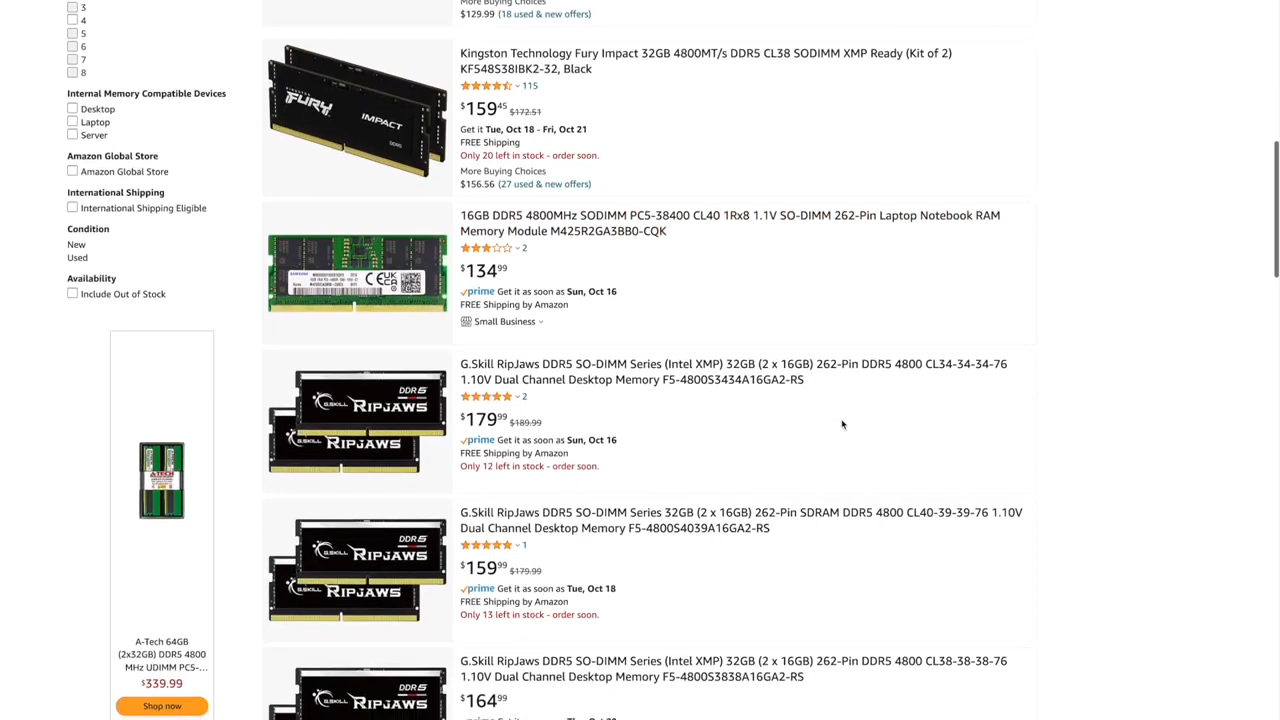 3
4
5
6
7
8
Internal Memory Compatible Devices
Desktop
Laptop
Server
Amazon Global Store
Amazon Global Store
International Shipping
International Shipping Eligible
Condition
New
Used
Availability
Include Out of Stock
A-Tech 64GB
(2x32GB) DDR5 4800
MHz UDIMM PC5-...
$339.99
Shop now
More Buying Choices
$129.99 (18 used & new offers)
FURY
IMPACT
DDR5
Kingston Technology Fury Impact 32GB 4800MT/s DDR5 CL38 SODIMM XMP Ready (Kit of 2)
KF548S38IBK2-32, Black
115
$159.45 $172.51
Get it Tue, Oct 18 - Fri, Oct 21
FREE Shipping
Only 20 left in stock - order soon.
More Buying Choices
$156.56 (27 used & new offers)
16GB DDR5 4800MHz SODIMM PC5-38400 CL40 1Rx8 1.1V SO-DIMM 262-Pin Laptop Notebook RAM
Memory Module M425R2GA3BB0-CQK
2
$134.99
prime Get it as soon as Sun, Oct 16
FREE Shipping by Amazon
Small Business
DDR5
RIPJAWS
RIPJAWS
G.Skill RipJaws DDR5 SO-DIMM Series (Intel XMP) 32GB (2 x 16GB) 262-Pin DDR5 4800 CL34-34-34-76
1.10V Dual Channel Desktop Memory F5-4800S3434A16GA2-RS
2
$179.99 $189.99
prime Get it as soon as Sun, Oct 16
FREE Shipping by Amazon
Only 12 left in stock - order soon.
DDR5
RIPJAWS
RIPJAWS
G.Skill RipJaws DDR5 SO-DIMM Series 32GB (2 x 16GB) 262-Pin SDRAM DDR5 4800 CL40-39-39-76 1.10V
Dual Channel Desktop Memory F5-4800S4039A16GA2-RS
1
$159.99 $179.99
prime Get it as soon as Tue, Oct 18
FREE Shipping by Amazon
Only 13 left in stock - order soon.
DDR5
RIPJAWS
G.Skill RipJaws DDR5 SO-DIMM Series (Intel XMP) 32GB (2 x 16GB) 262-Pin DDR5 4800 CL38-38-38-76
1.10V Dual Channel Desktop Memory F5-4800S3838A16GA2-RS
$164.99